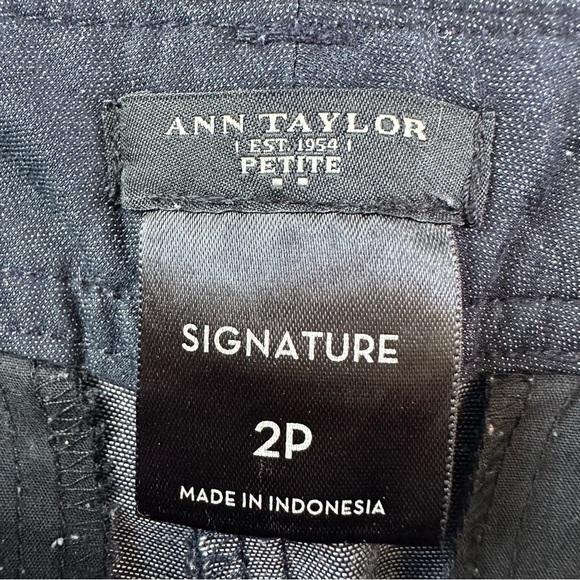 ANN TAYLOR
| EST. 1954 |
PETITE
SIGNATURE
2P
MADE IN INDONESIA